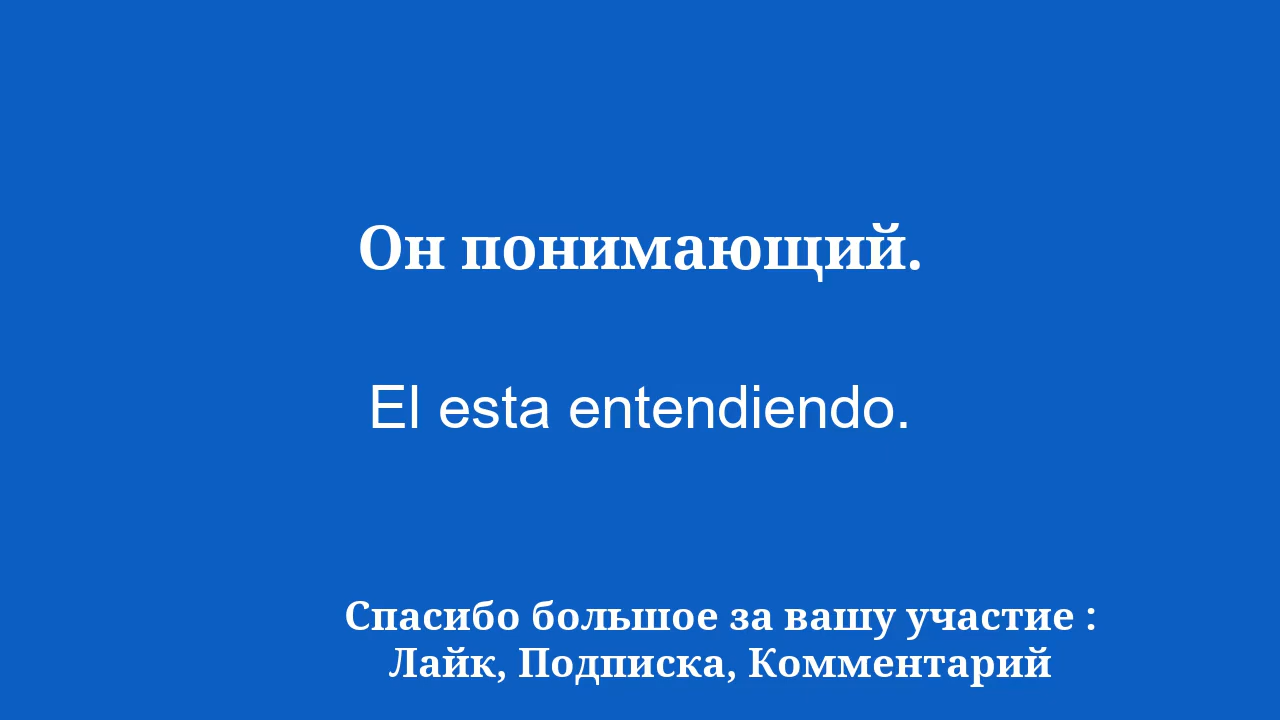 Он понимающий.
El esta entendiendo.
Спасибо большое за вашу участие :
Лайк, Подписка, Комментарий